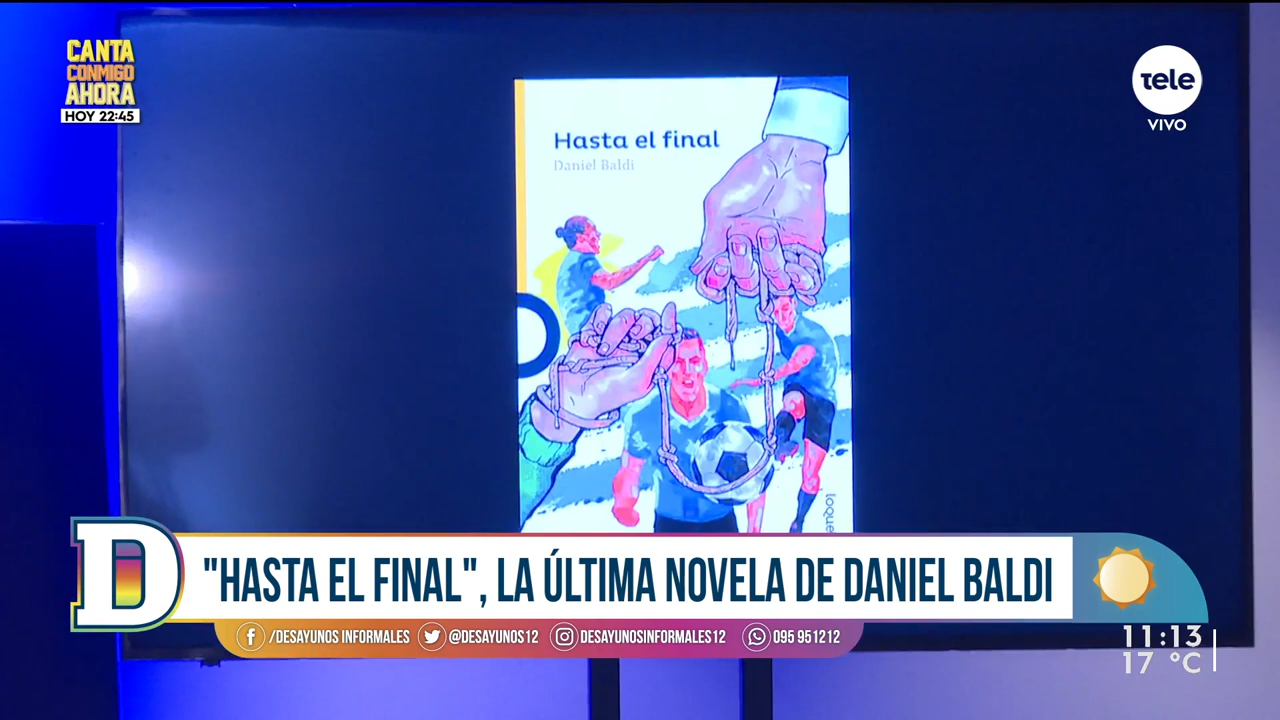 CANTA
CONMIGO
AHORA
HOY 22:45
tele
VIVO
Hasta el final
Daniel Baldi
loque
D
"HASTA EL FINAL", LA ÚLTIMA NOVELA DE DANIEL BALDI
/DESAYUNOS INFORMALES @DESAYUNOS12 DESAYUNOSINFORMALES12 095 951212
11:13
17 °C